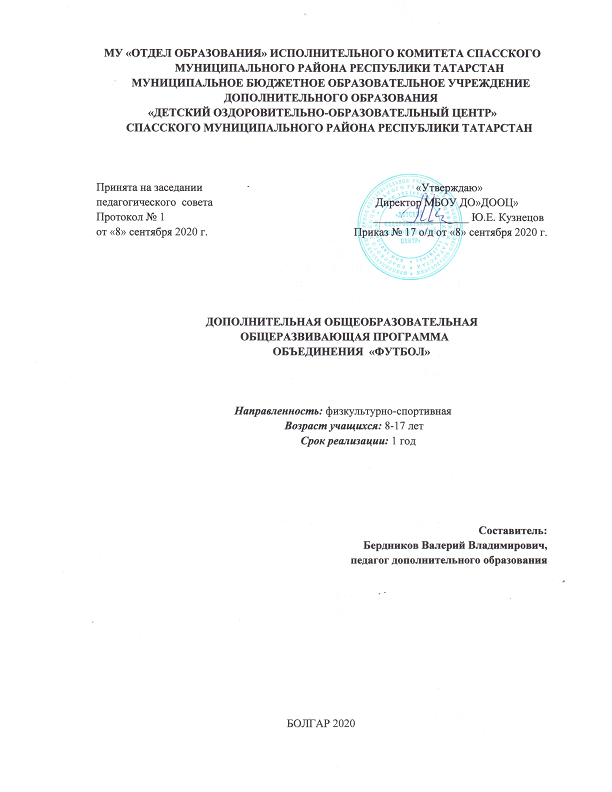 МУ «ОТДЕЛ ОБРАЗОВАНИЯ» ИСПОЛНИТЕЛЬНОГО КОМИТЕТА СПАССКОГО
МУНИЦИПАЛЬНОГО РАЙОНА РЕСПУБЛИКИ ТАТАРСТАН
МУНИЦИПАЛЬНОЕ БЮДЖЕТНОЕ ОБРАЗОВАТЕЛЬНОЕ УЧРЕЖДЕНИЕ
ДОПОЛНИТЕЛЬНОГО ОБРАЗОВАНИЯ
«ДЕТСКИЙ ОЗДОРОВИТЕЛЬНО-ОБРАЗОВАТЕЛЬНЫЙ ЦЕНТР»
СПАССКОГО МУНИЦИПАЛЬНОГО РАЙОНА РЕСПУБЛИКИ ТАТАРСТАН
Принята на заседании «Утверждаю»
педагогического совета Директор МБОУ ДО»ДООЦ»
Протокол № 1 Ю.Е. Кузнецов
от «8» сентября 2020 г. Приказ № 17 о/д от «8» сентября 2020 г.
ДОПОЛНИТЕЛЬНАЯ ОБЩЕОБРАЗОВАТЕЛЬНАЯ
ОБЩЕРАЗВИВАЮЩАЯ ПРОГРАММА
ОБЪЕДИНЕНИЯ «ФУТБОЛ»
Направленность: физкультурно-спортивная
Возраст учащихся: 8-17 лет
Срок реализации: 1 год
Составитель:
Бердников Валерий Владимирович,
педагог дополнительного образования
БОЛГАР 2020